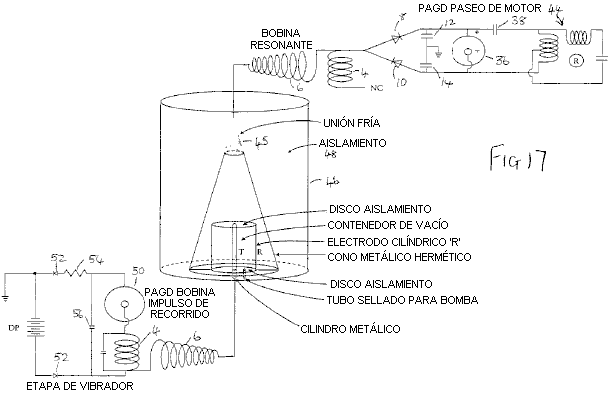 PAGD PASEO DE MOTOR
44
8
12
38
BOBINA
RESONANTE
T
36
R
4
6
10
14
NC
UNIÓN FRÍA
45
AISLAMIENTO
48
FIG 17
46
DISCO AISLAMIENTO
CONTENEDOR DE VACÍO
ELECTRODO CILÍNDRICO 'R'
T R
CONO METÁLICO HERMÉTICO
52
54
50
DISCO AISLAMIENTO
PAGD BOBINA
IMPULSO DE
RECORRIDO
TUBO SELLADO PARA BOMBA
56
DP
CILINDRO METÁLICO
4
6
52
ETAPA DE VIBRADOR